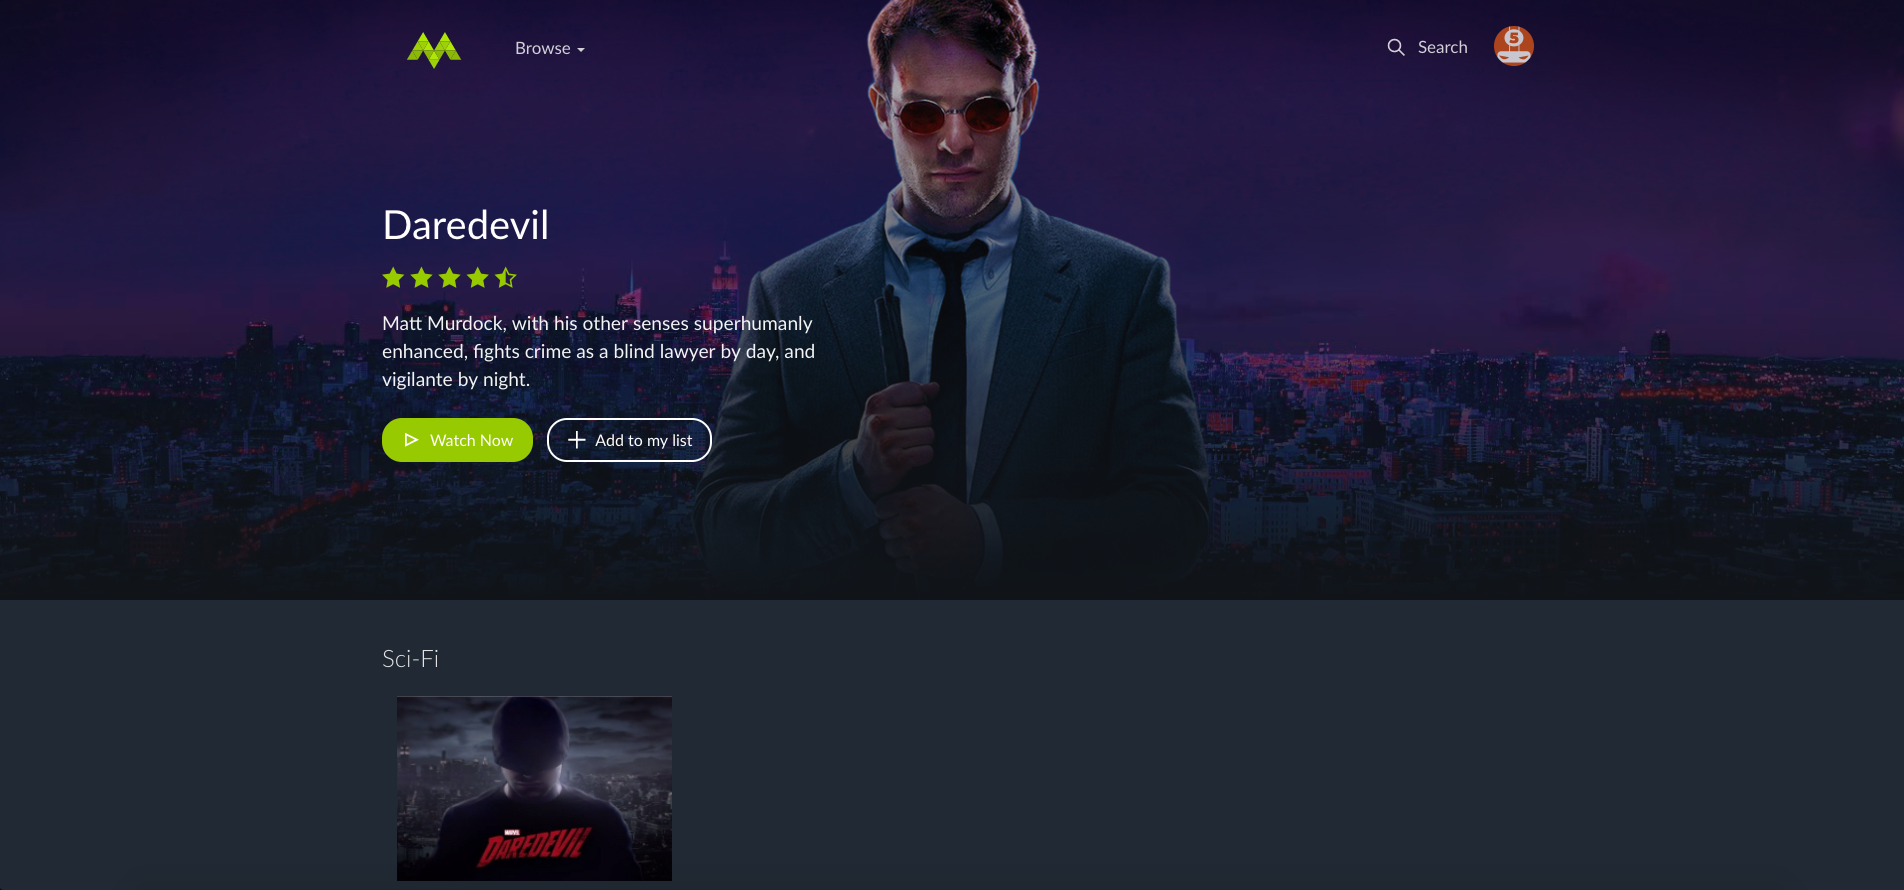 Browse
Search
S
Daredevil
Matt Murdock, with his other senses superhumanly
enhanced, fights crime as a blind lawyer by day, and
vigilante by night.
Watch Now
Add to my list
Sci-Fi
MARVEL
DAREDEVIL